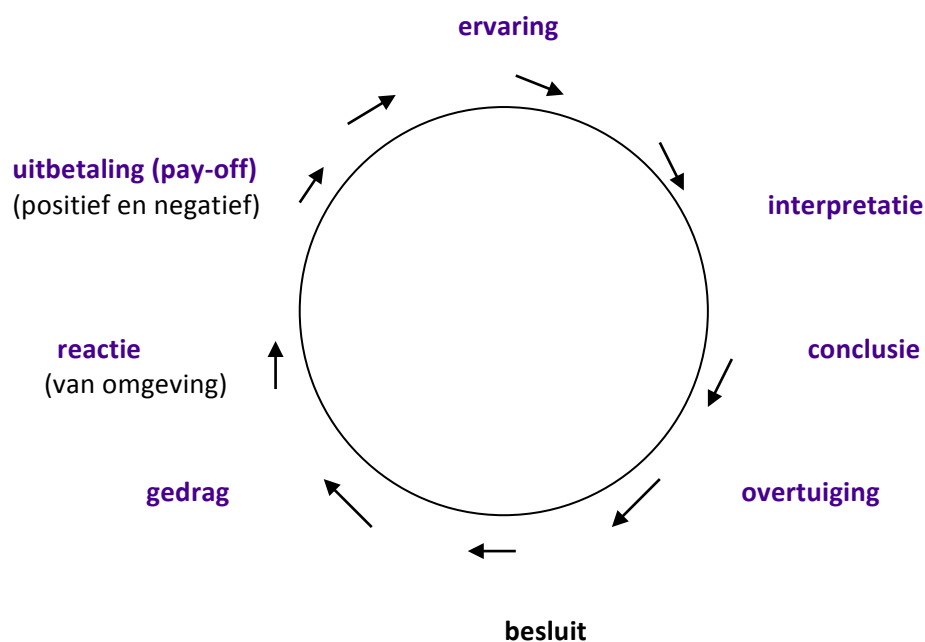 ervaring
uitbetaling (pay-off)
(positief en negatief)
interpretatie
reactie
(van omgeving)
conclusie
gedrag
overtuiging
besluit